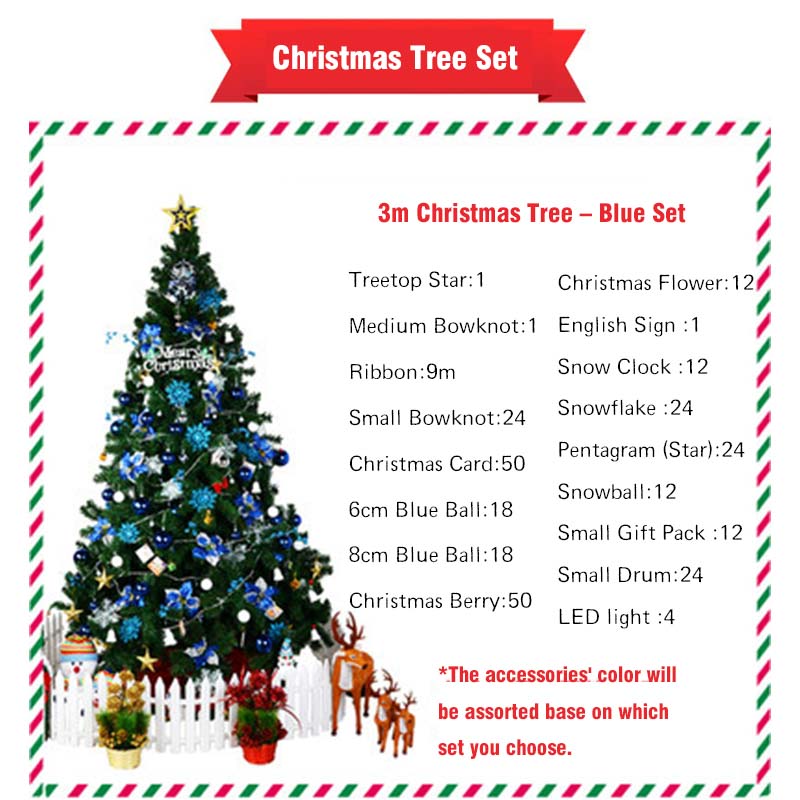 Christmas Tree Set
3m Christmas Tree – Blue Set
Treetop Star:1
Medium Bowknot:1
Ribbon:9m
Small Bowknot:24
Christmas Card:50
6cm Blue Ball:18
8cm Blue Ball:18
Christmas Berry:50
Christmas Flower:12
English Sign :1
Snow Clock :12
Snowflake :24
Pentagram (Star):24
Snowball:12
Small Gift Pack :12
Small Drum:24
LED light :4
*The accessories' color will
be assorted base on which
set you choose.
Merry
Christmas